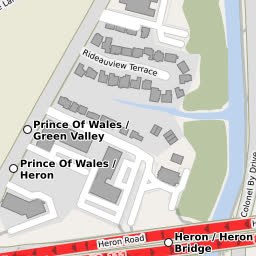 Rideauview Terrace
Prince Of Wales /
Green Valley
Prince Of Wales /
Heron
Colonel By Drive
Heron Road
Heron / Heron
Bridge